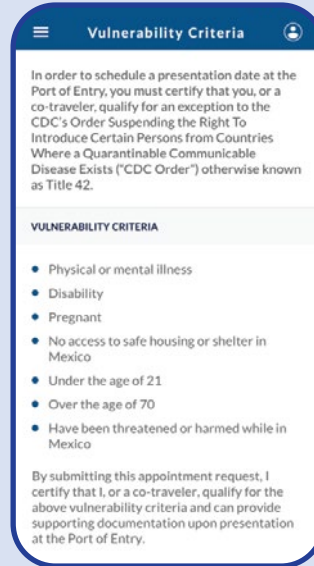 Vulnerability Criteria
In order to schedule a presentation date at the
Port of Entry, you must certify that you, or a
co-traveler, qualify for an exception to the
CDC's Order Suspending the Right To
Introduce Certain Persons from Countries
Where a Quarantinable Communicable
Disease Exists ("CDC Order") otherwise known
as Title 42.
VULNERABILITY CRITERIA
• Physical or mental illness
• Disability
• Pregnant
• No access to safe housing or shelter in
Mexico
• Under the age of 21
• Over the age of 70
• Have been threatened or harmed while in
Mexico
By submitting this appointment request, I
certify that I, or a co-traveler, qualify for the
above vulnerability criteria and can provide
supporting documentation upon presentation
at the Port of Entry.